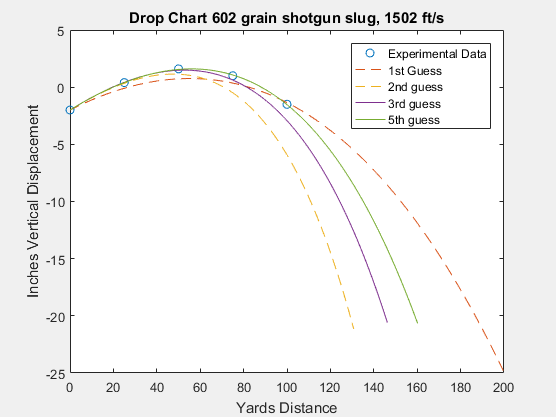 Drop Chart 602 grain shotgun slug, 1502 ft/s
5
0
-5
-10
-15
-20
-25
Inches Vertical Displacement
Experimental Data
1st Guess
2nd guess
3rd guess
5th guess
0 20 40 60 80 100 120 140 160 180 200
Yards Distance